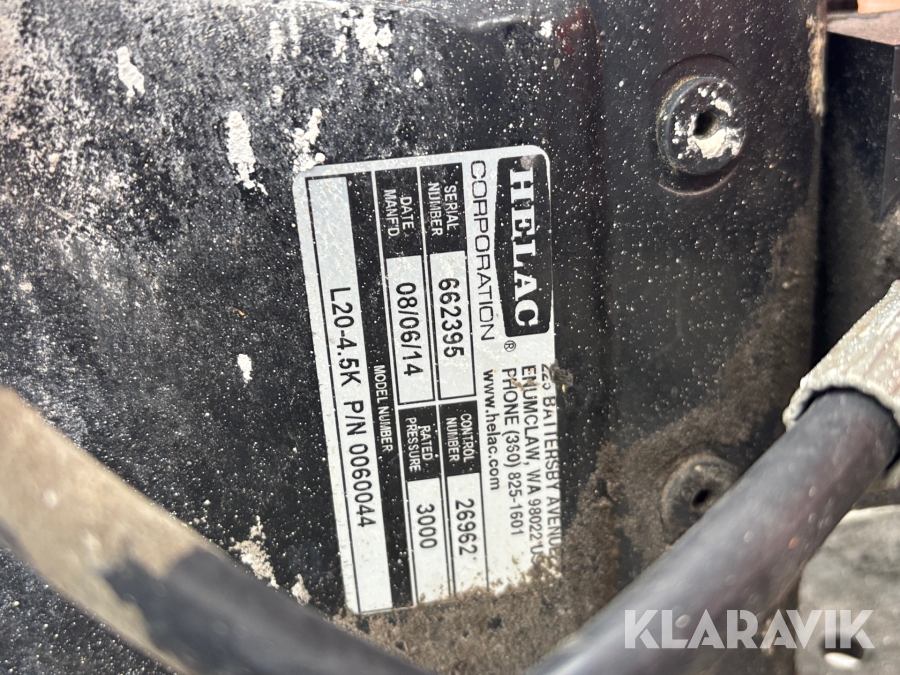 HELAC
CORPORATION ®
BATTERSBY AVENUE
ENUMCLAW, WA 98022
PHONE (360) 825-1601
www.helac.com
SERIAL NUMBER 662395 CONTROL NUMBER 26962
DATE MANF'D 08/06/14 RATED PRESSURE 3000
MODEL NUMBER
L20-4.5K P/N 0060044
KLARAVIK